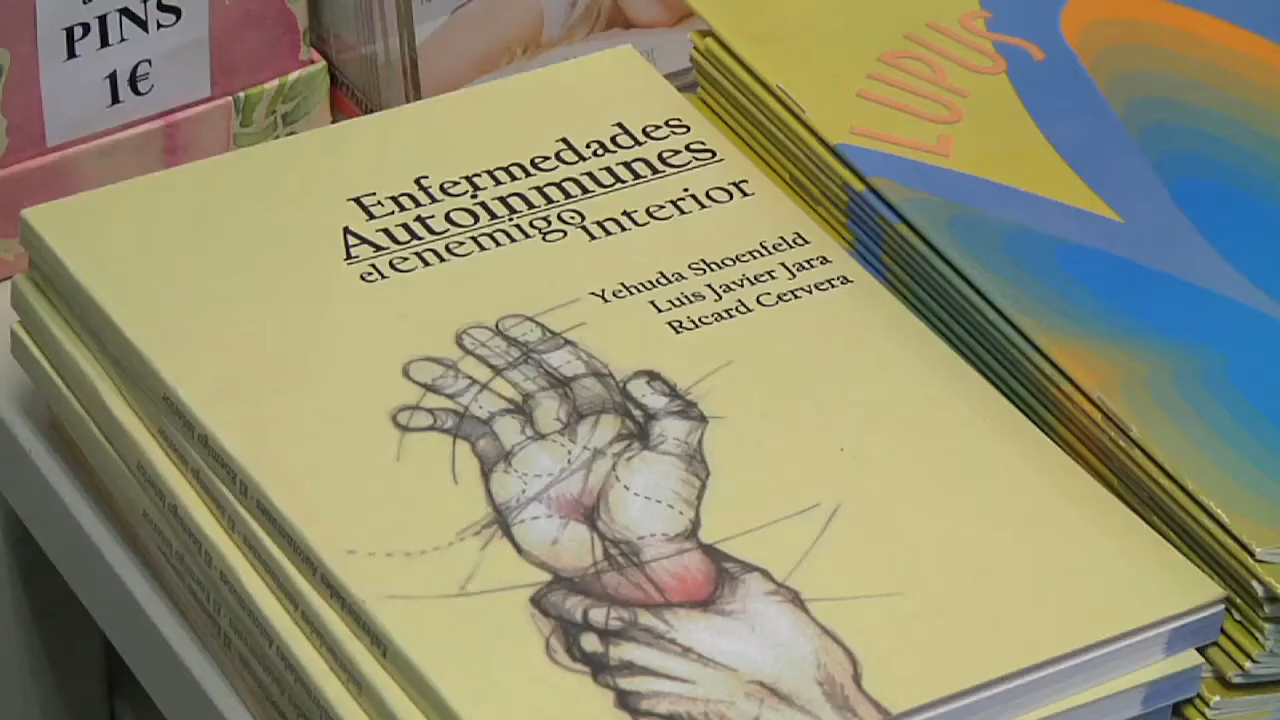 PINS
1€
LUPUS
Enfermedades
Autoinmunes
el enemigo interior
Yehuda Shoenfeld
Luis Javier Jara
Ricard Cervera